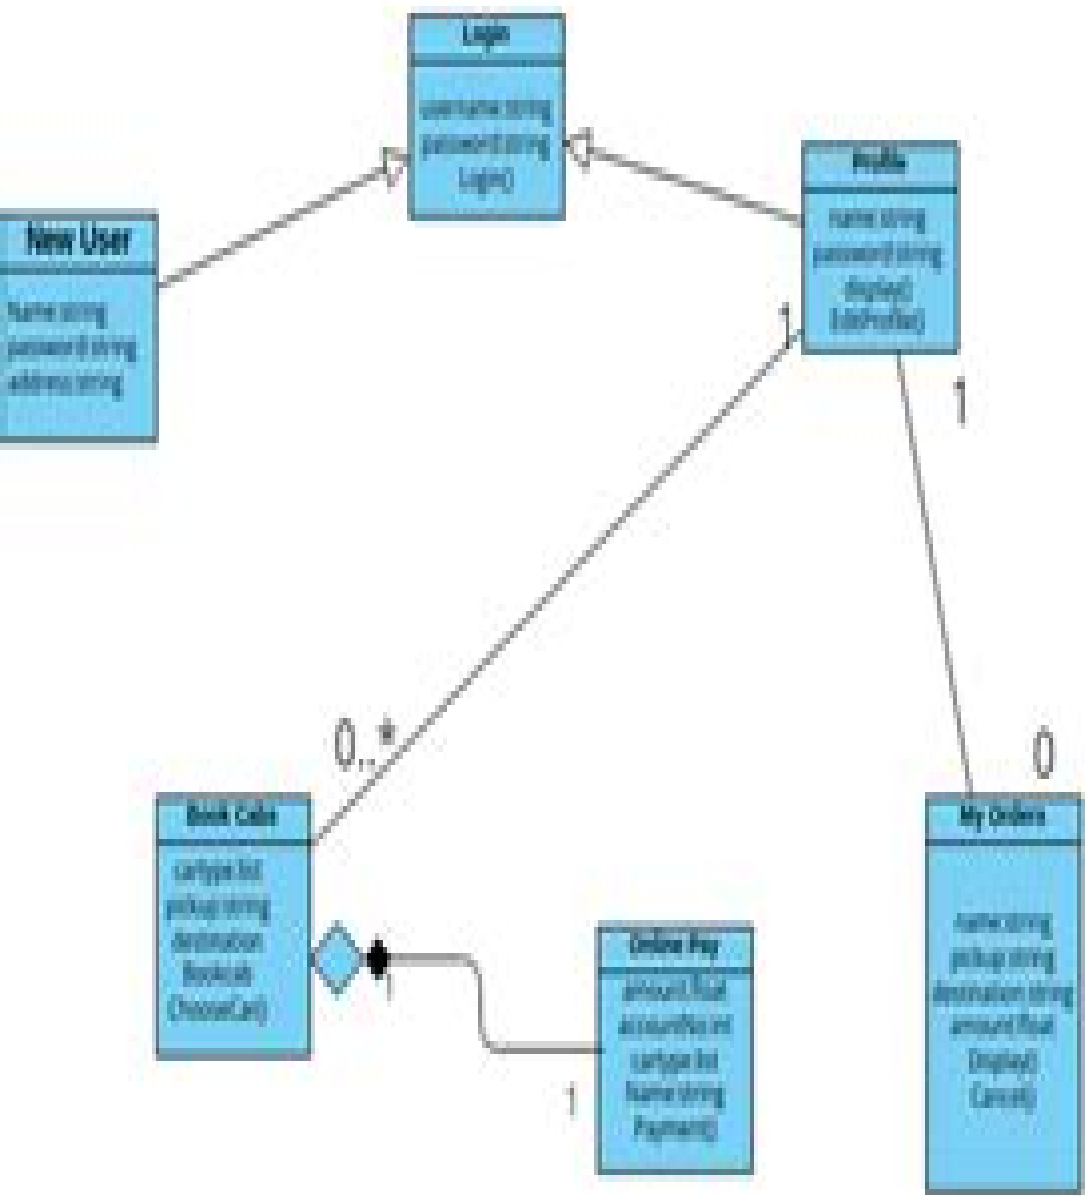 Login
username:string
password:string
Login()
Profile
name:string
password:string
display()
EditProfile()
1
1
New User
Name:string
password:string
address:string
0..*
0
Book Cabs
cartype:list
pickup:string
destination
Bookcab
ChooseCar()
1
1
Online Pay
amount:float
accountNo:int
cartype:list
Name:string
Payment()
My Orders
name:string
pickup:string
destination:string
amount:float
Display()
Cancel()